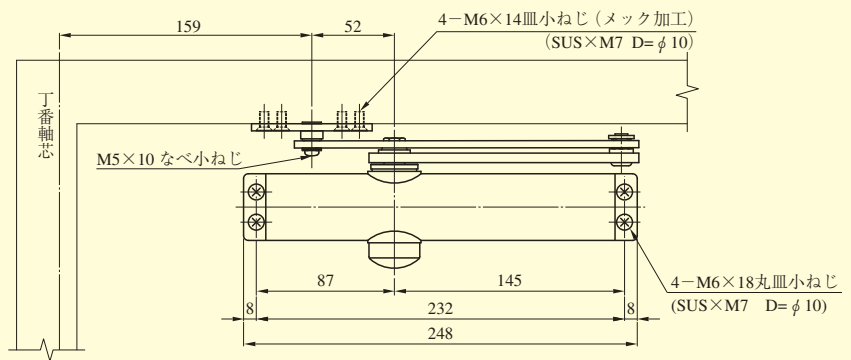 159
52
4-M6×14皿小ねじ (メック加工)
(SUS×M7 D=φ10)
丁番軸芯
M5×10 なべ小ねじ
87
145
4-M6×18丸皿小ねじ
(SUS×M7 D=φ10)
8
232
8
248